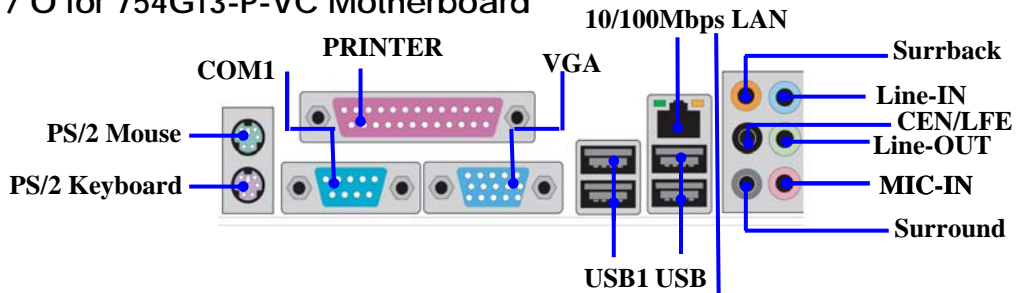 / O for 754G13-P-VC Motherboard
10/100Mbps LAN
PRINTER
Surrback
COM1
VGA
Line-IN
CEN/LFE
PS/2 Mouse
Line-OUT
PS/2 Keyboard
MIC-IN
Surround
USB1 USB